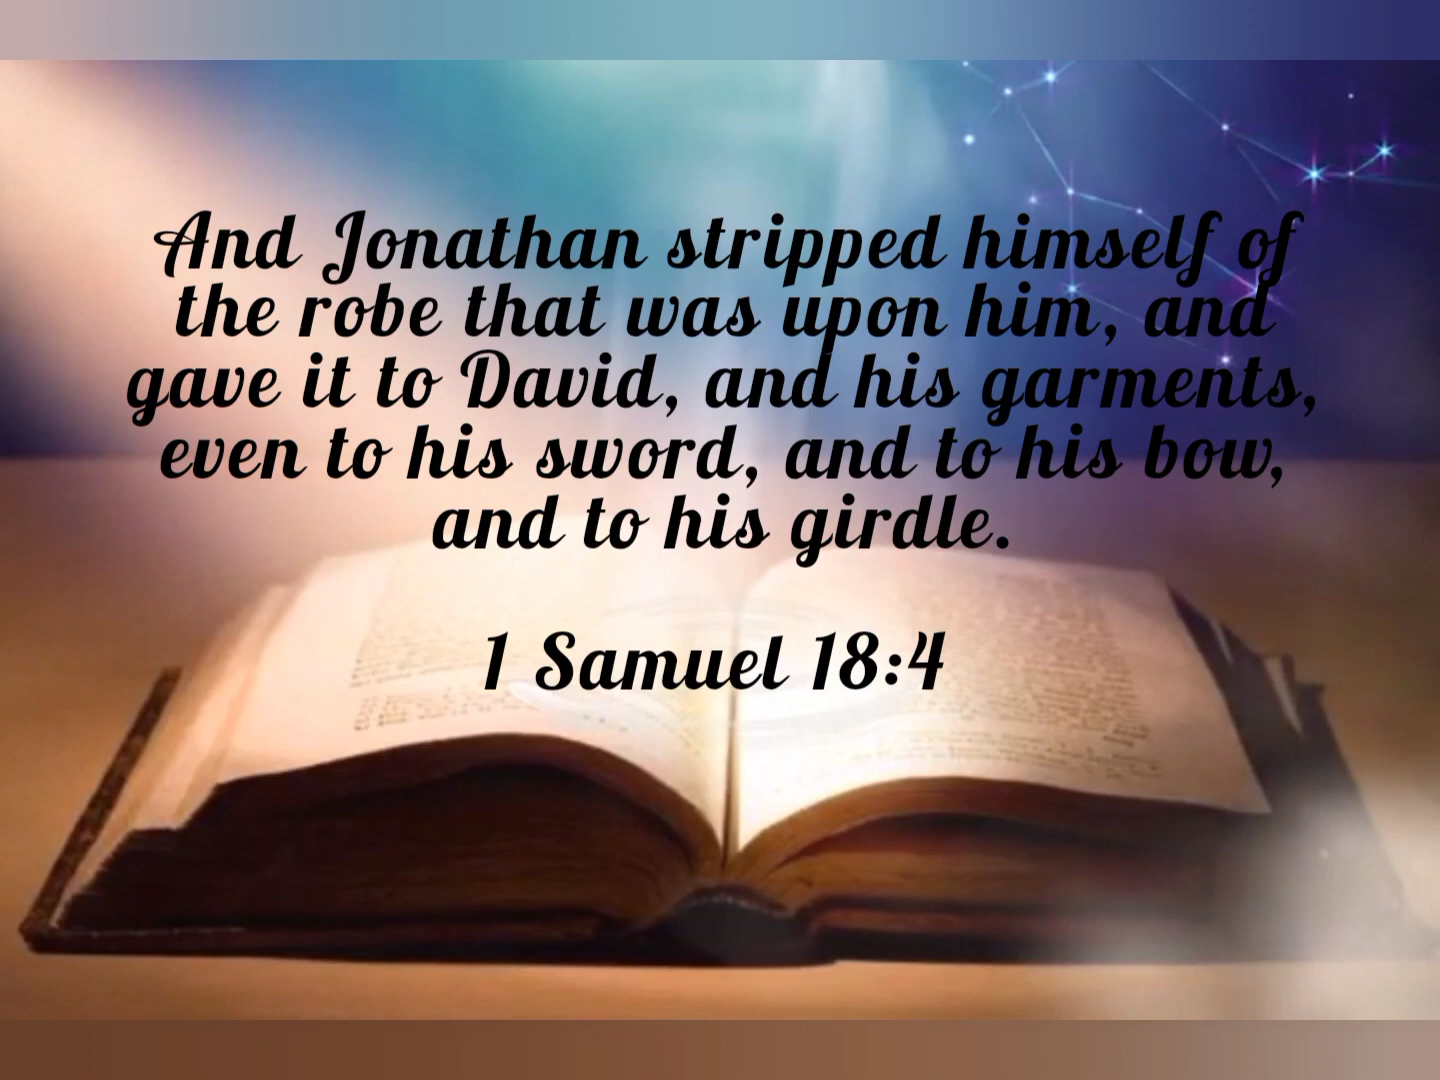 And Jonathan stripped himself of
the robe that was upon him, and
gave it to David, and his garments,
even to his sword, and to his bow,
and to his girdle.
1 Samuel 18:4